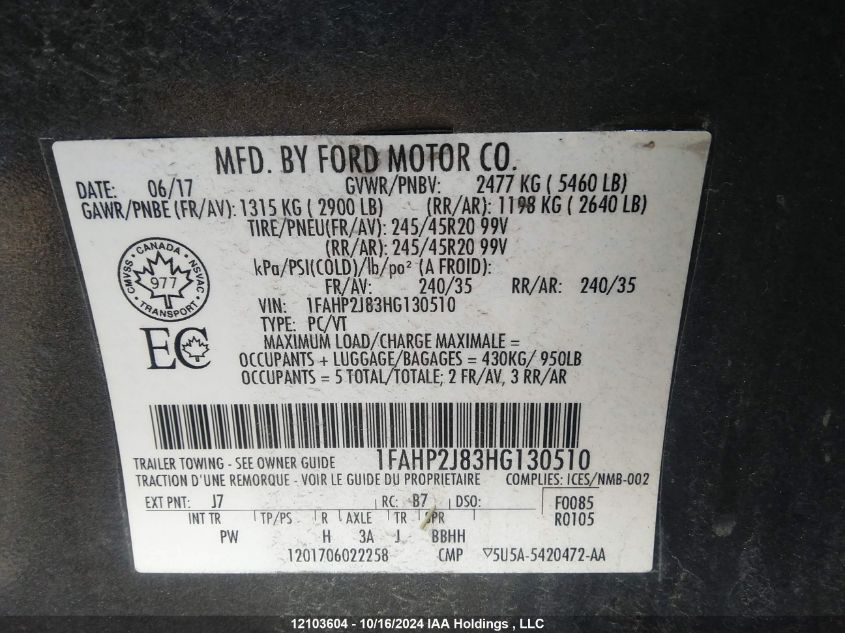 MFD. BY FORD MOTOR CO.
DATE: 06/17 GVWR/PNBV: 2477 KG ( 5460 LB)
GAWR/PNBE (FR/AV): 1315 KG ( 2900 LB) (RR/AR): 1198 KG ( 2640 LB)
TIRE/PNEU(FR/AV): 245/45R20 99V
(RR/AR): 245/45R20 99V
kPa/PSI(COLD)/lb/po² (A FROID):
FR/AV: 240/35 RR/AR: 240/35
VIN: 1FAHP2J83HG130510
TYPE: PC/VT
MAXIMUM LOAD/CHARGE MAXIMALE =
OCCUPANTS + LUGGAGE/BAGAGES = 430KG/ 950LB
OCCUPANTS = 5 TOTAL/TOTALE; 2 FR/AV, 3 RR/AR
CANADA
CMVSS NSVAC
977
TRANSPORT
EC
TRAILER TOWING - SEE OWNER GUIDE 1FAHP2J83HG130510
TRACTION D'UNE REMORQUE - VOIR LE GUIDE DU PROPRIETAIRE COMPLIES: ICES/NMB-002
EXT PNT: J7 RC: B7 DSO: F0085
INT TR TP/PS R AXLE TR SPR R0105
PW H 3A J BBHH
1201706022258 CMP ▽5U5A-5420472-AA
12103604 - 10/16/2024 IAA Holdings , LLC